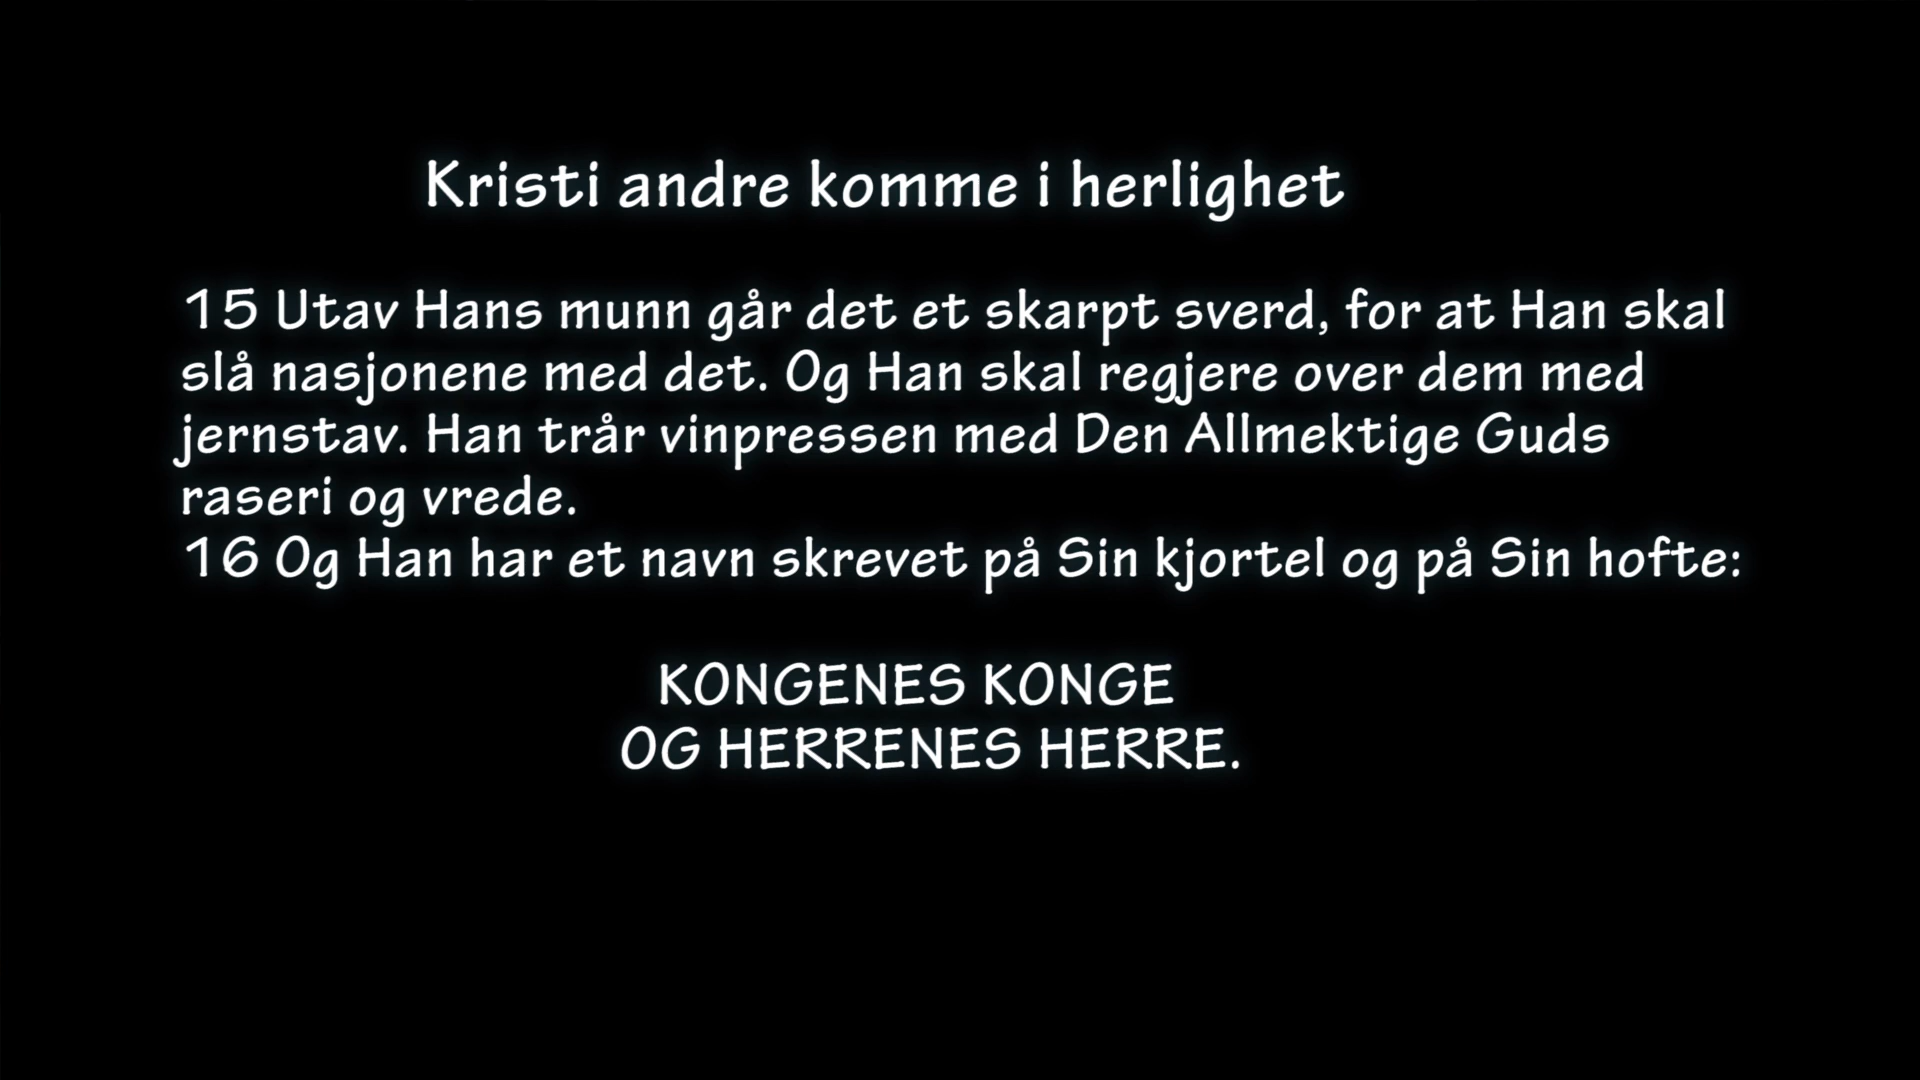 Kristi andre komme i herlighet
15 Utav Hans munn går det et skarpt sverd, for at Han skal
slå nasjonene med det. Og Han skal regjere over dem med
jernstav. Han trår vinpressen med Den Allmektige Guds
raseri og vrede.
16 Og Han har et navn skrevet på Sin kjortel og på Sin hofte:
KONGENES KONGE
OG HERRENES HERRE.